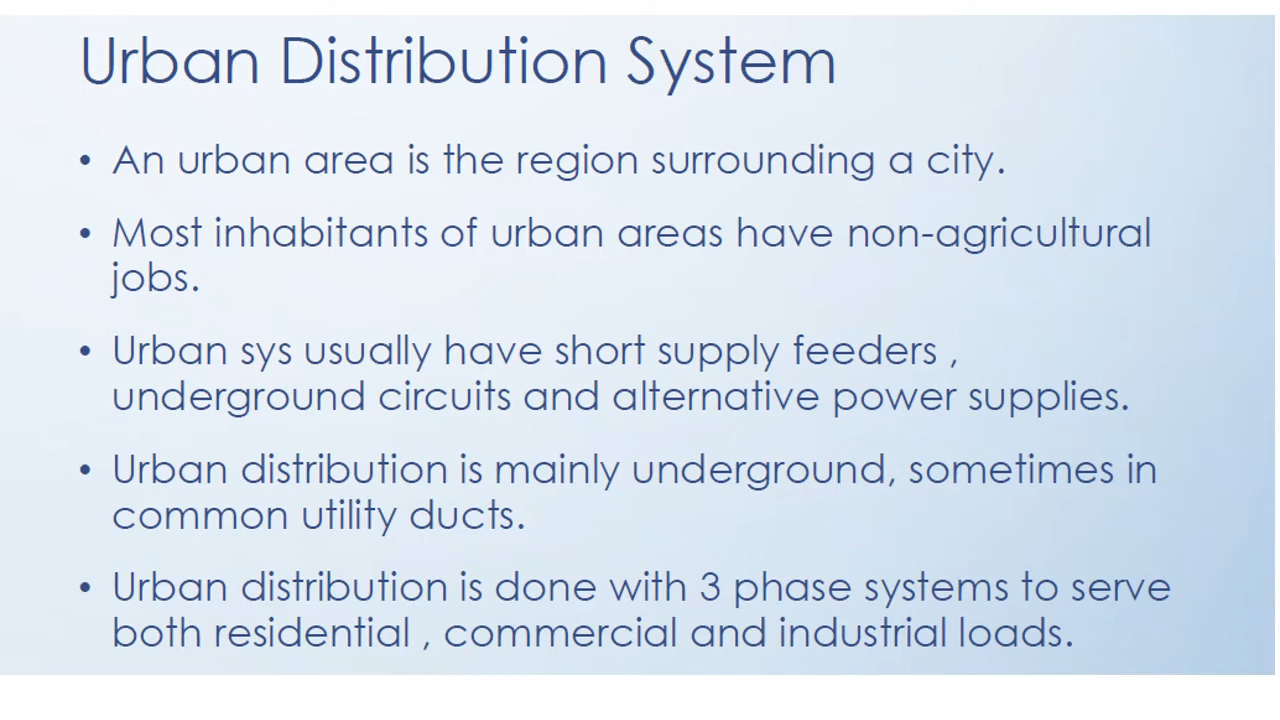 Urban Distribution System
• An urban area is the region surrounding a city.
• Most inhabitants of urban areas have non-agricultural
jobs.
• Urban sys usually have short supply feeders ,
underground circuits and alternative power supplies.
• Urban distribution is mainly underground, sometimes in
common utility ducts.
• Urban distribution is done with 3 phase systems to serve
both residential , commercial and industrial loads.